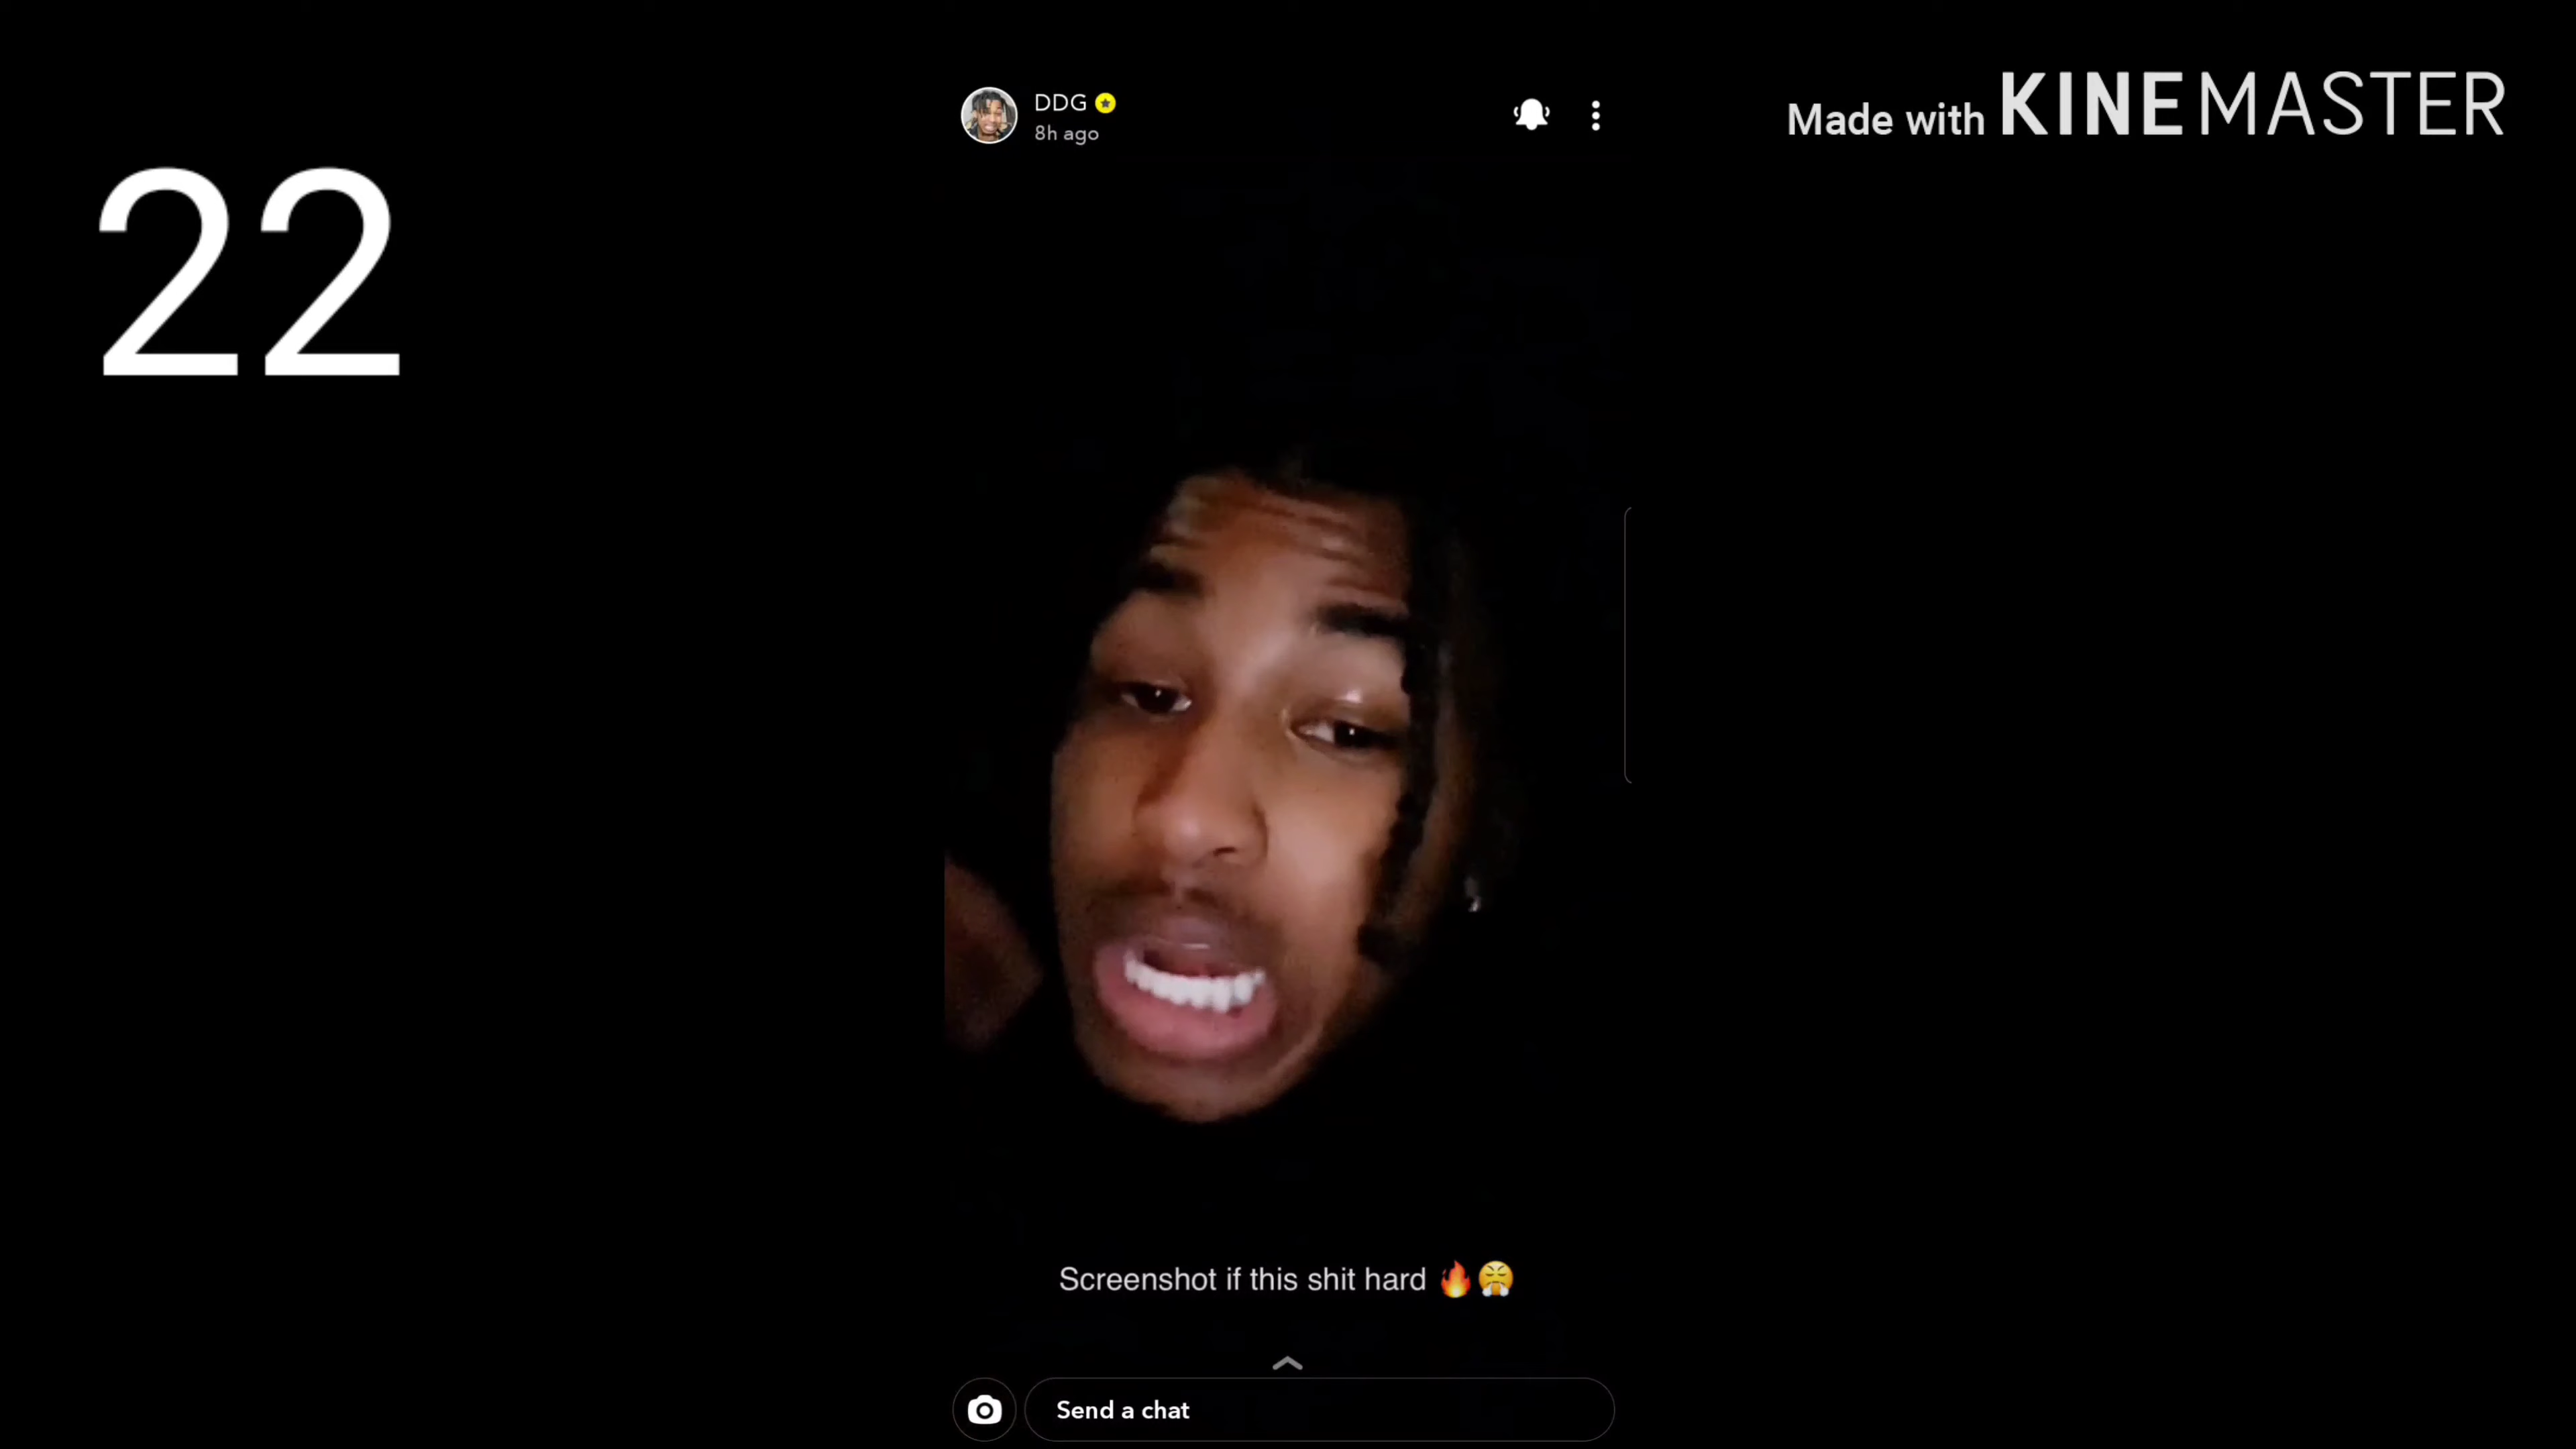 DDG
8h ago
Made with KINEMASTER
22
Screenshot if this shit hard 🔥😤
Send a chat